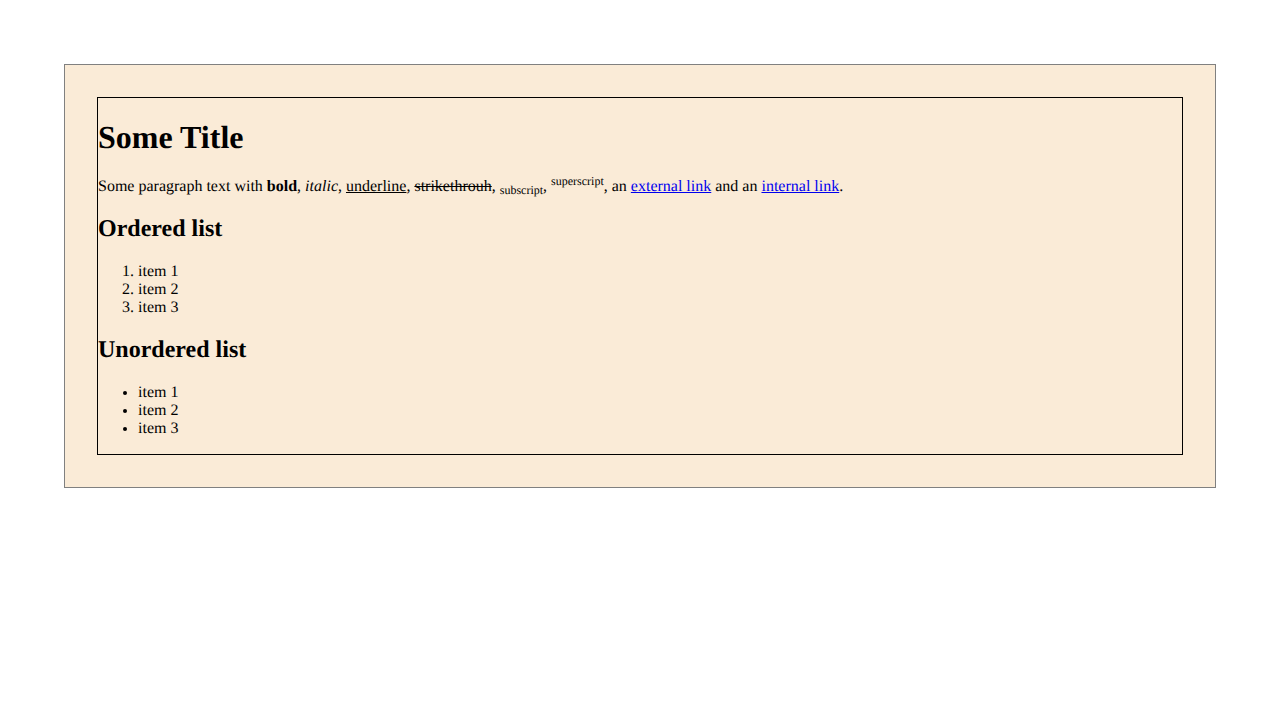 Some Title
Some paragraph text with bold, italic, underline, strikethrouh, subscript, superscript, an external link and an internal link.
Ordered list
1. item 1
2. item 2
3. item 3
Unordered list
• item 1
• item 2
• item 3